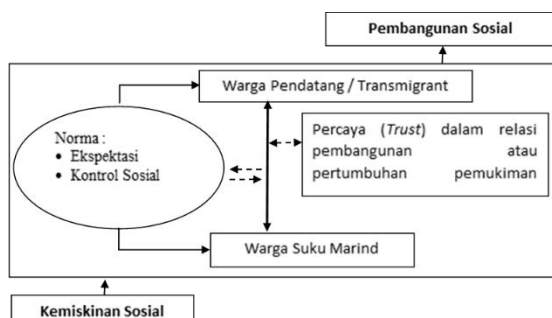 Pembangunan Sosial
Warga Pendatang / Transmigrant
Norma :
• Ekspektasi
• Kontrol Sosial
Percaya (Trust) dalam relasi
pembangunan atau
pertumbuhan pemukiman
Warga Suku Marind
Kemiskinan Sosial